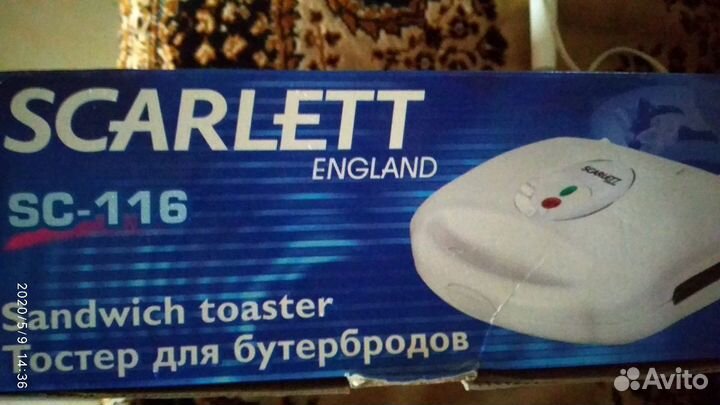 SCARLETT
ENGLAND
SC-116
SCARLETT
Sandwich toaster
Тостер для бутербродов
2020/5/9 14:36
Avito